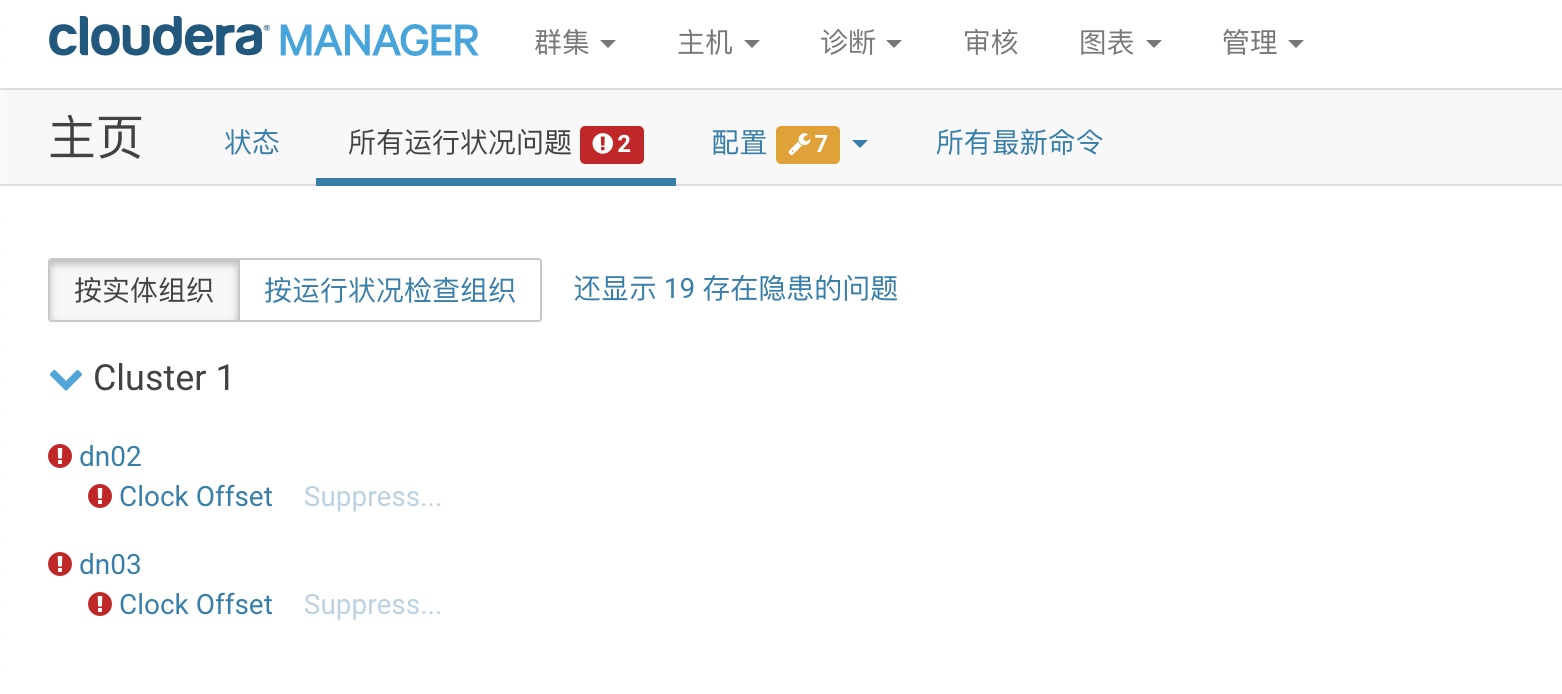 cloudera® MANAGER 群集 主机 诊断 审核 图表 管理
主页 状态 所有运行状况问题 2 配置 7 所有最新命令
按实体组织 按运行状况检查组织 还显示 19 存在隐患的问题
Cluster 1
dn02
Clock Offset Suppress...
dn03
Clock Offset Suppress...